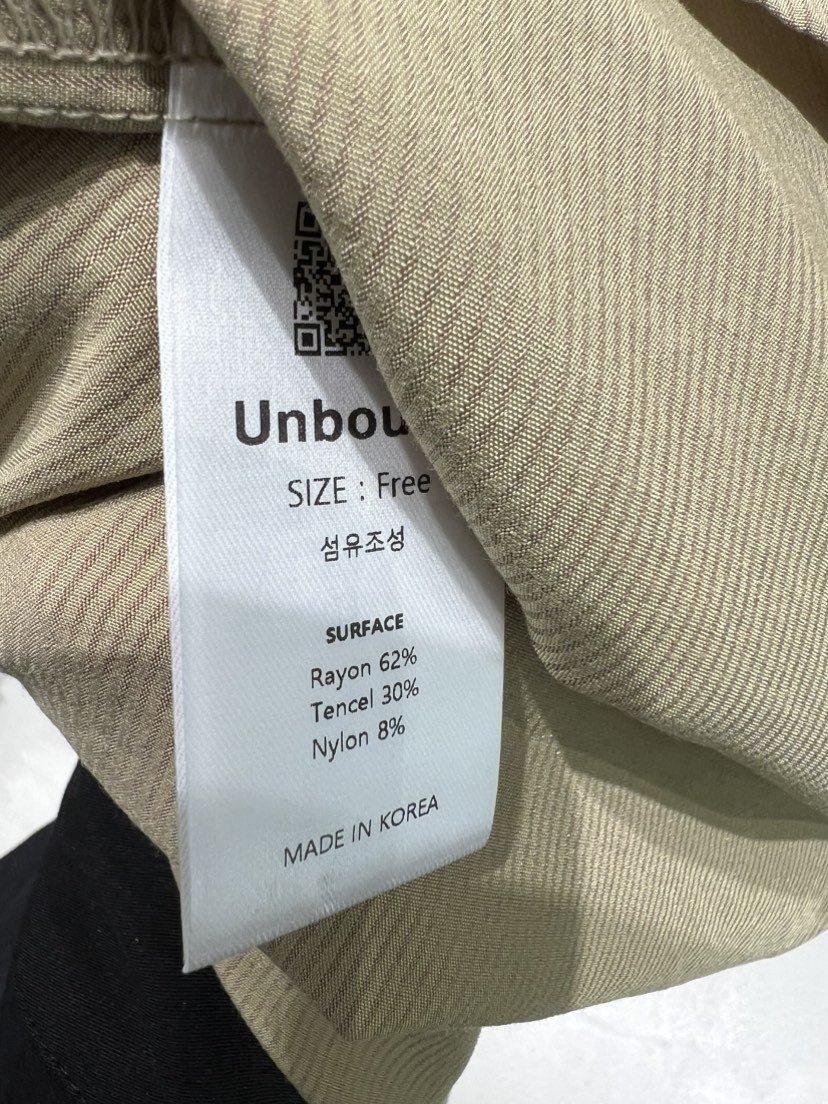 Unbou
SIZE : Free
섬유조성
SURFACE
Rayon 62%
Tencel 30%
Nylon 8%
MADE IN KOREA